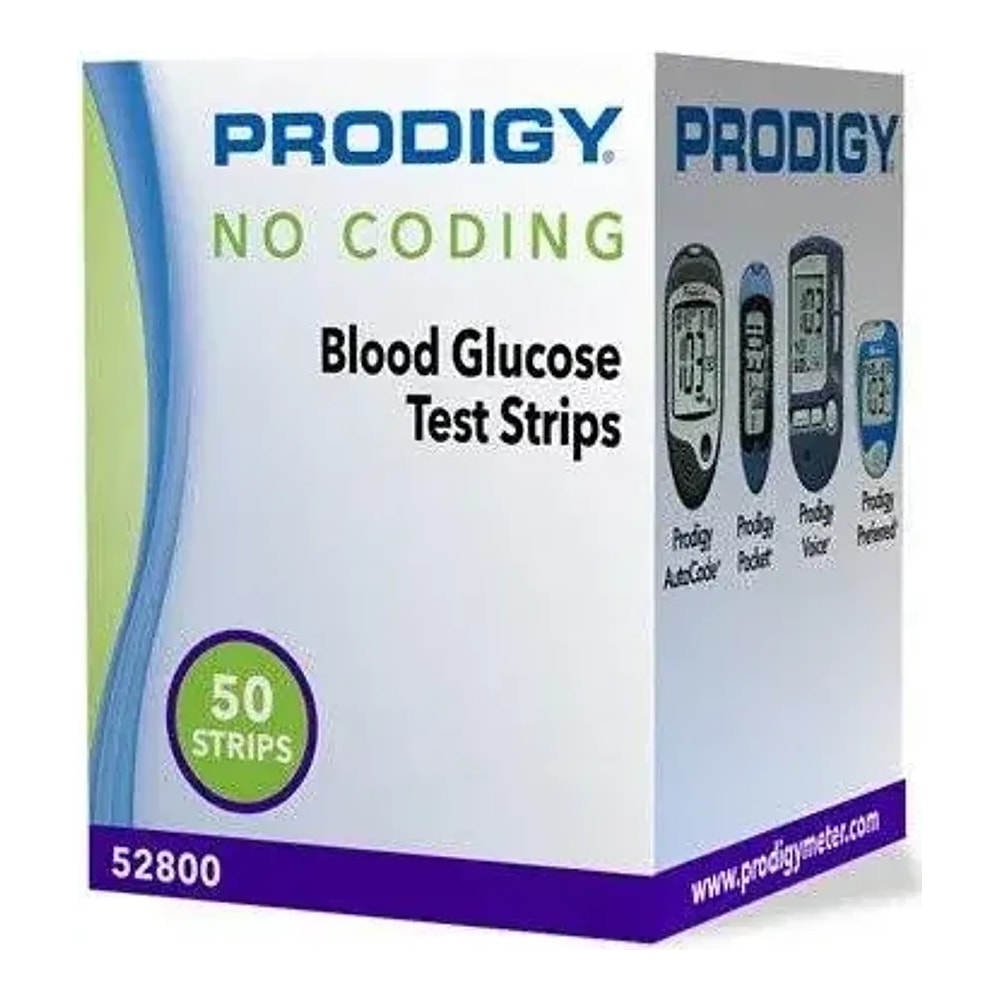 PRODIGY®
NO CODING
Blood Glucose
Test Strips
50
STRIPS
52800
PRODIGY
Prodigy
AutoCode®
Prodigy
Pocket®
Prodigy
Voice®
Prodigy
Preferred®
www.prodigymeter.com